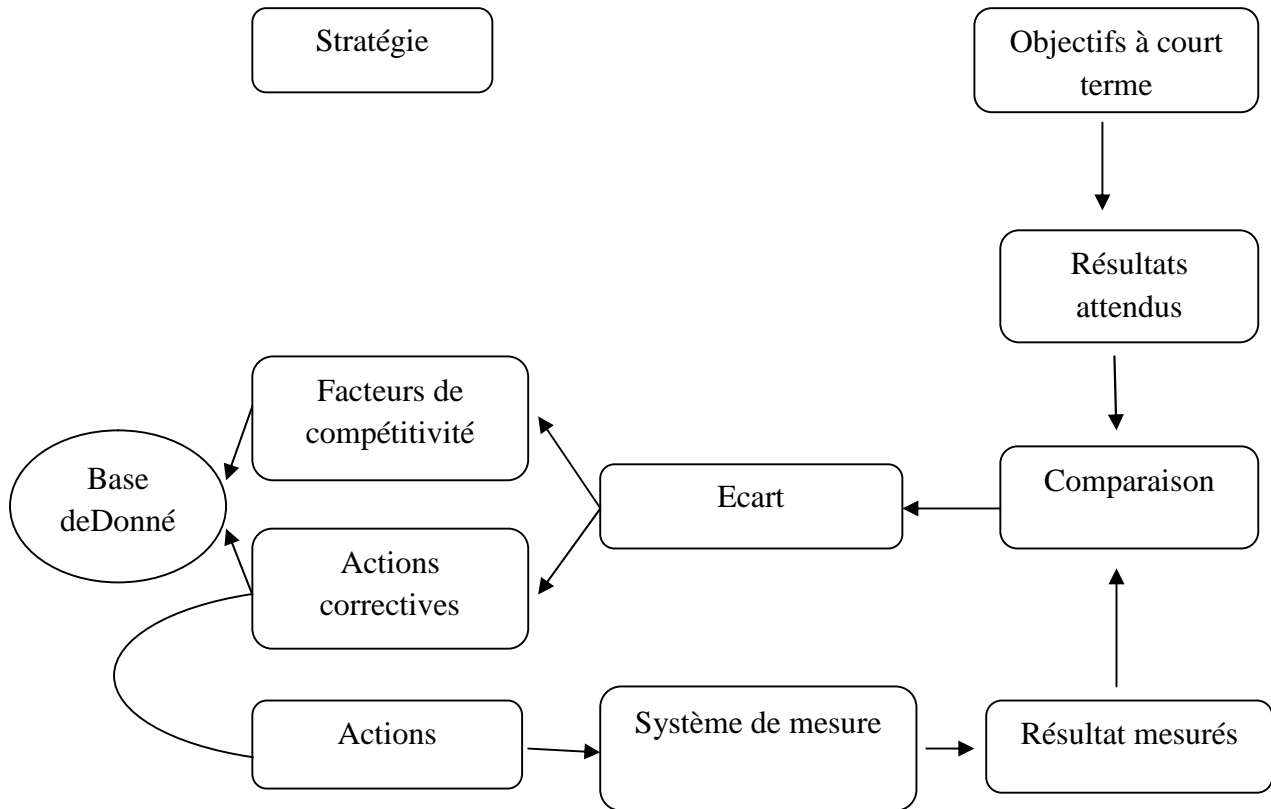 Stratégie
Objectifs à court
terme
Résultats
attendus
Facteurs de
compétitivité
Base
deDonné
Ecart
Comparaison
Actions
correctives
Actions
Système de mesure
Résultat mesurés